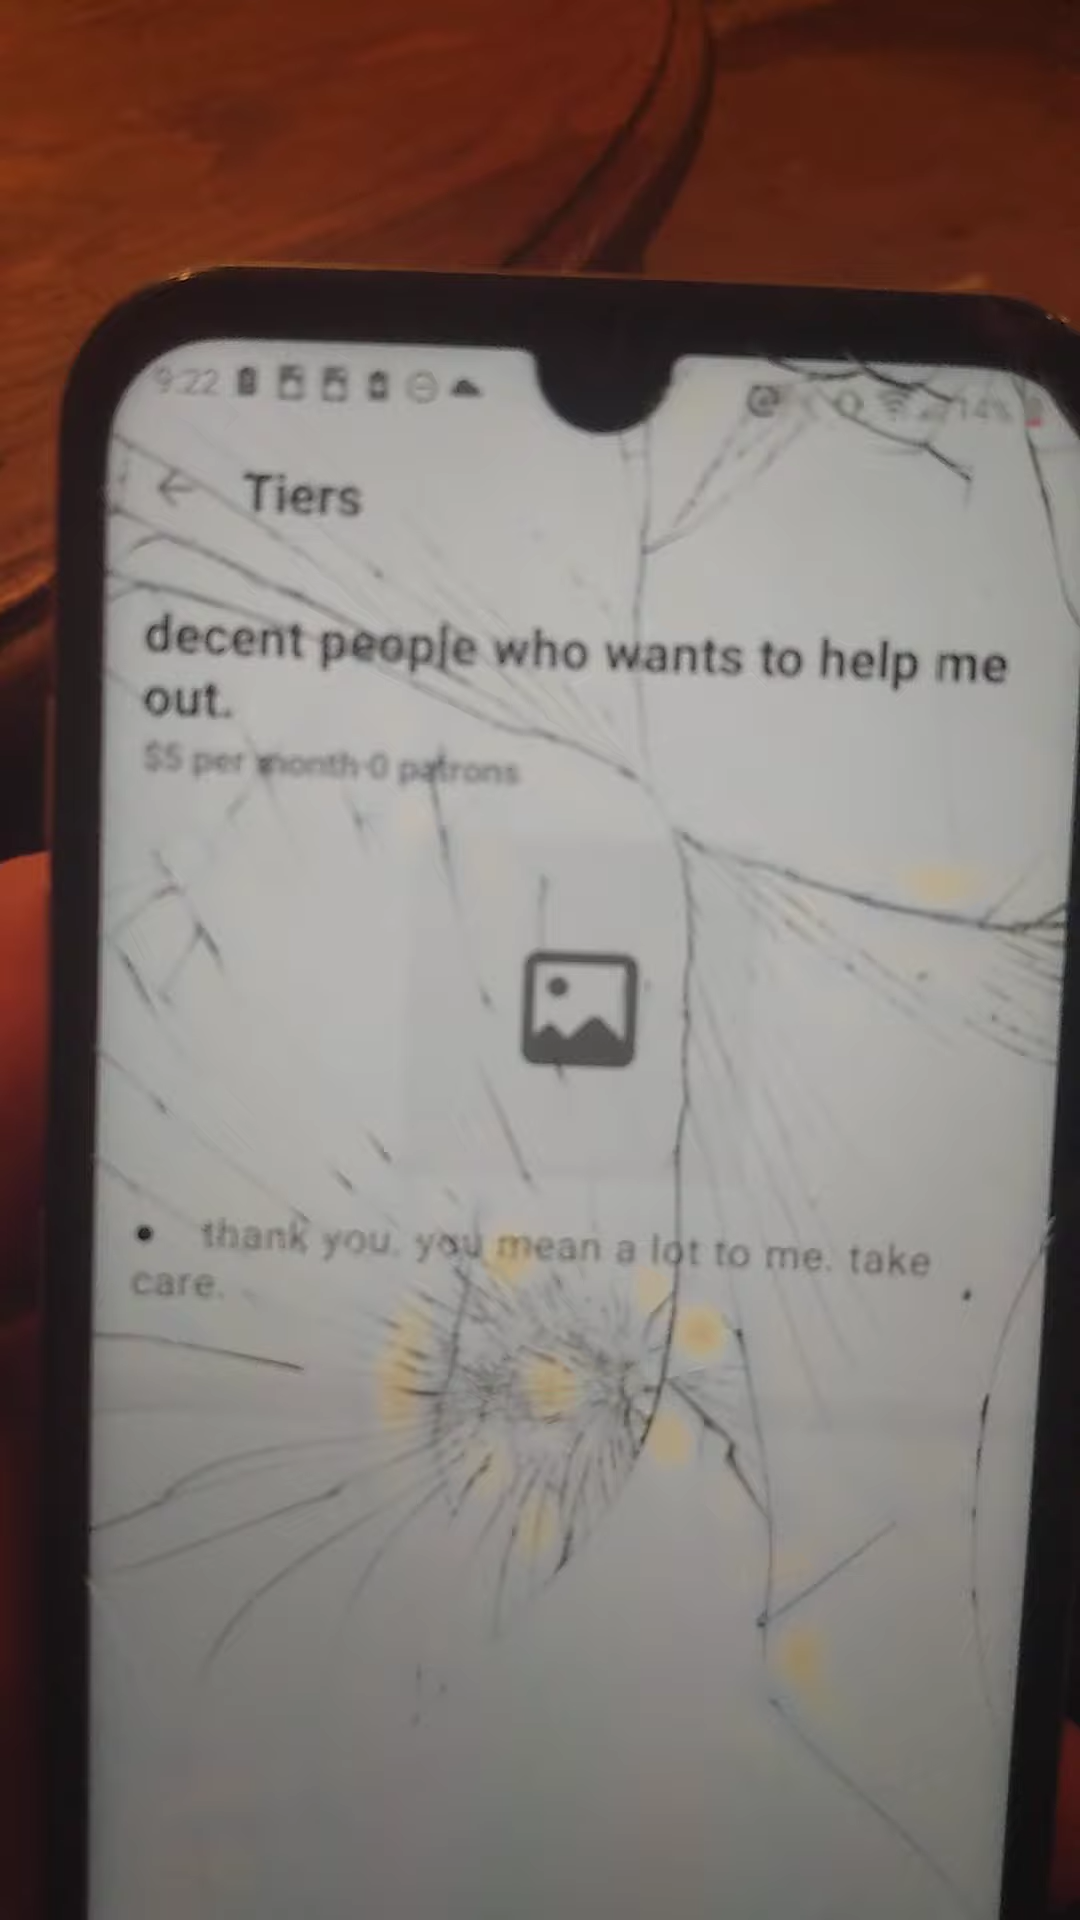 9:22 14%
Tiers
decent people who wants to help me
out.
$5 per month·0 patrons
• thank you. you mean a lot to me. take
care.